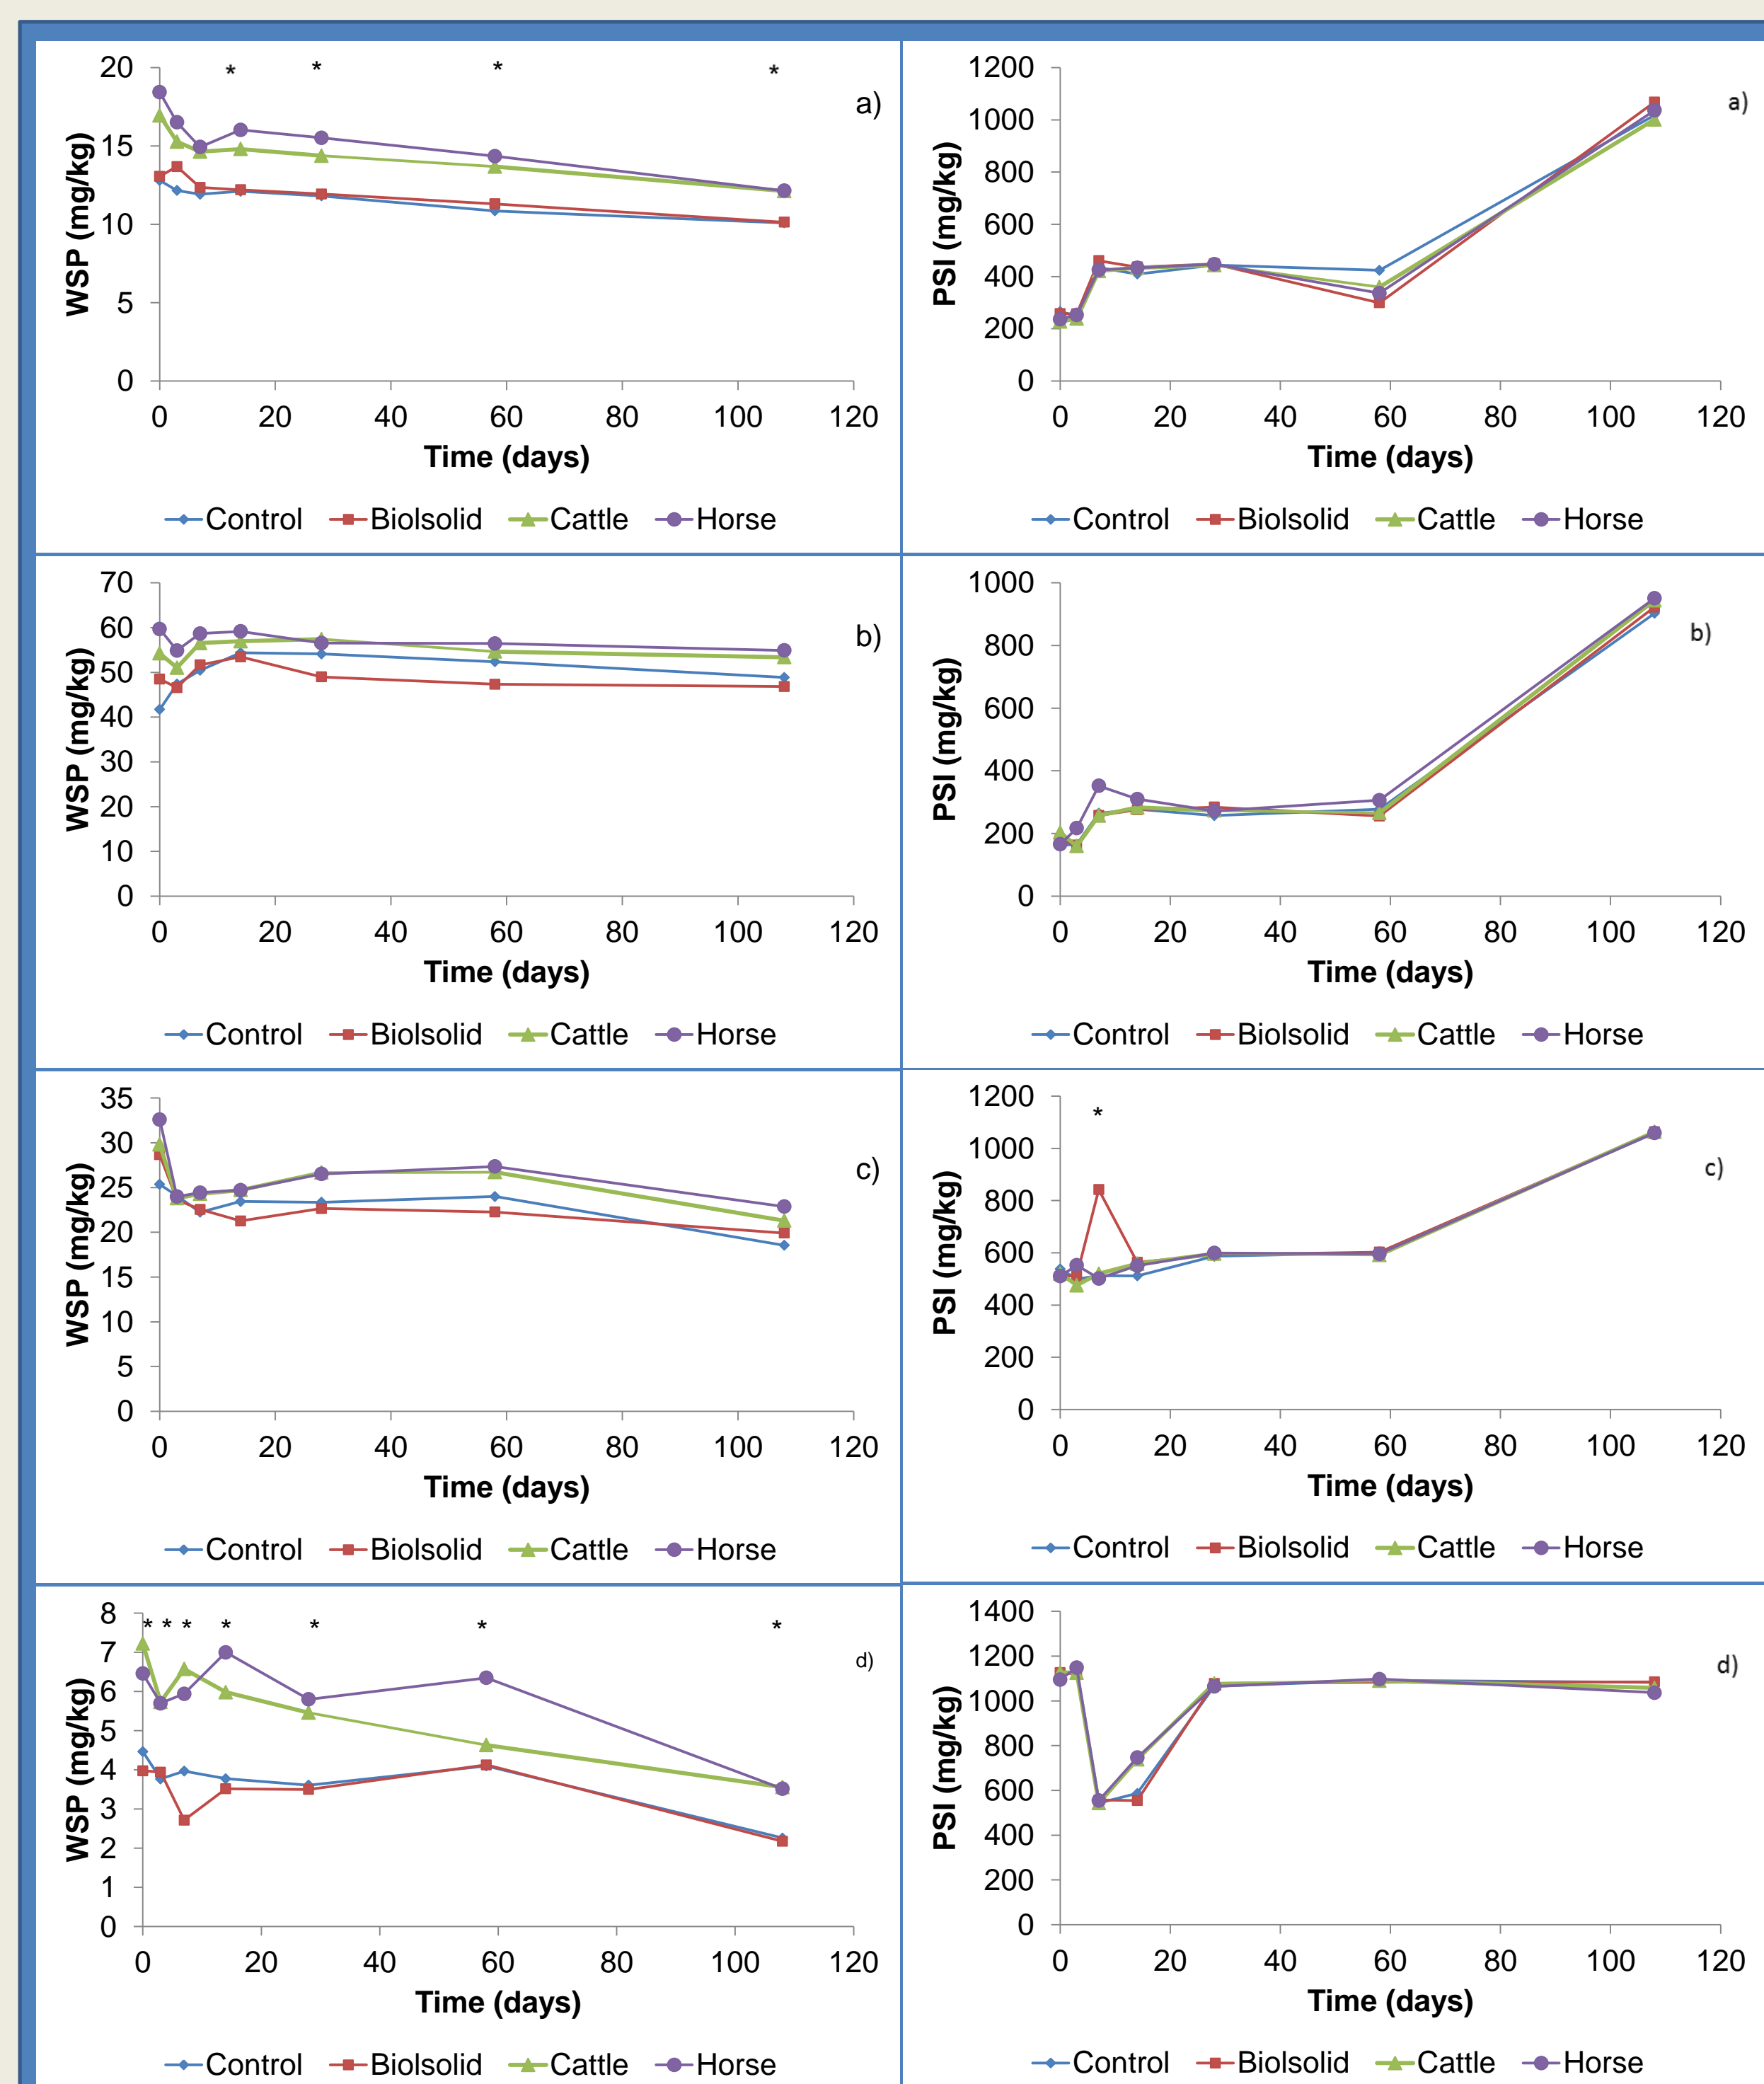 20
* * * *
a)
15
10
5
0
WSP (mg/kg)
0 20 40 60 80 100 120
Time (days)
Control Biolsolid Cattle Horse
1200
a)
1000
800
600
400
200
0
PSI (mg/kg)
0 20 40 60 80 100 120
Time (days)
Control Biolsolid Cattle Horse
70
60
b)
50
40
30
20
10
0
WSP (mg/kg)
0 20 40 60 80 100 120
Time (days)
Control Biolsolid Cattle Horse
1000
b)
800
600
400
200
0
PSI (mg/kg)
0 20 40 60 80 100 120
Time (days)
Control Biolsolid Cattle Horse
35
30
c)
25
20
15
10
5
0
WSP (mg/kg)
0 20 40 60 80 100 120
Time (days)
Control Biolsolid Cattle Horse
1200
*
1000
c)
800
600
400
200
0
PSI (mg/kg)
0 20 40 60 80 100 120
Time (days)
Control Biolsolid Cattle Horse
8
* * * * * * *
7
d)
6
5
4
3
2
1
0
WSP (mg/kg)
0 20 40 60 80 100 120
Time (days)
Control Biolsolid Cattle Horse
1400
1200
d)
1000
800
600
400
200
0
PSI (mg/kg)
0 20 40 60 80 100 120
Time (days)
Control Biolsolid Cattle Horse